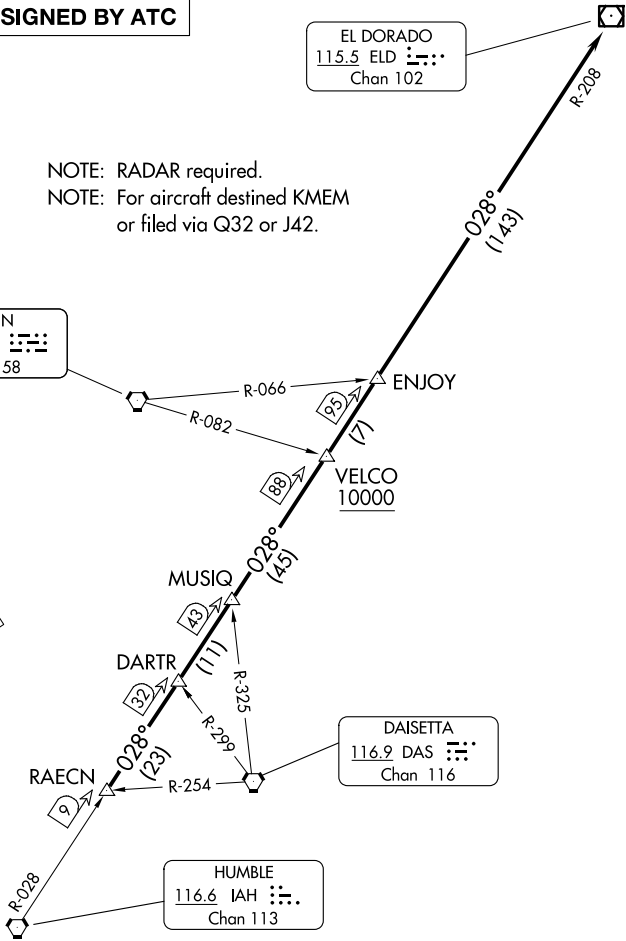 SIGNED BY ATC
EL DORADO
115.5 ELD
Chan 102
R-208
NOTE: RADAR required.
NOTE: For aircraft destined KMEM
or filed via Q32 or J42.
028°
(143)
N
58
R-066
ENJOY
95
R-082
(7)
VELCO
10000
88
028°
(45)
MUSIQ
43
(11)
DARTR
R-325
32
R-299
028°
(23)
DAISETTA
116.9 DAS
Chan 116
RAECN
R-254
9
R-028
HUMBLE
116.6 IAH
Chan 113